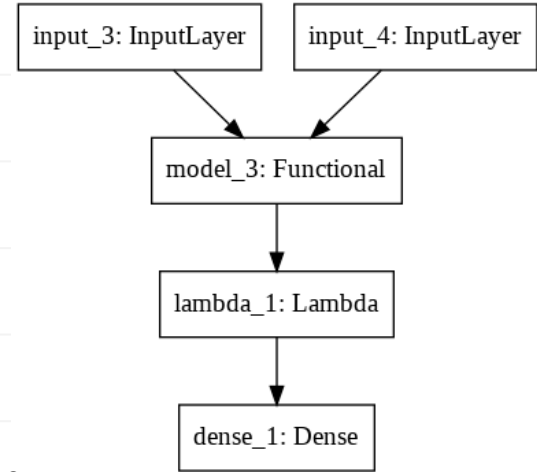 input_3: InputLayer
input_4: InputLayer
model_3: Functional
lambda_1: Lambda
dense_1: Dense